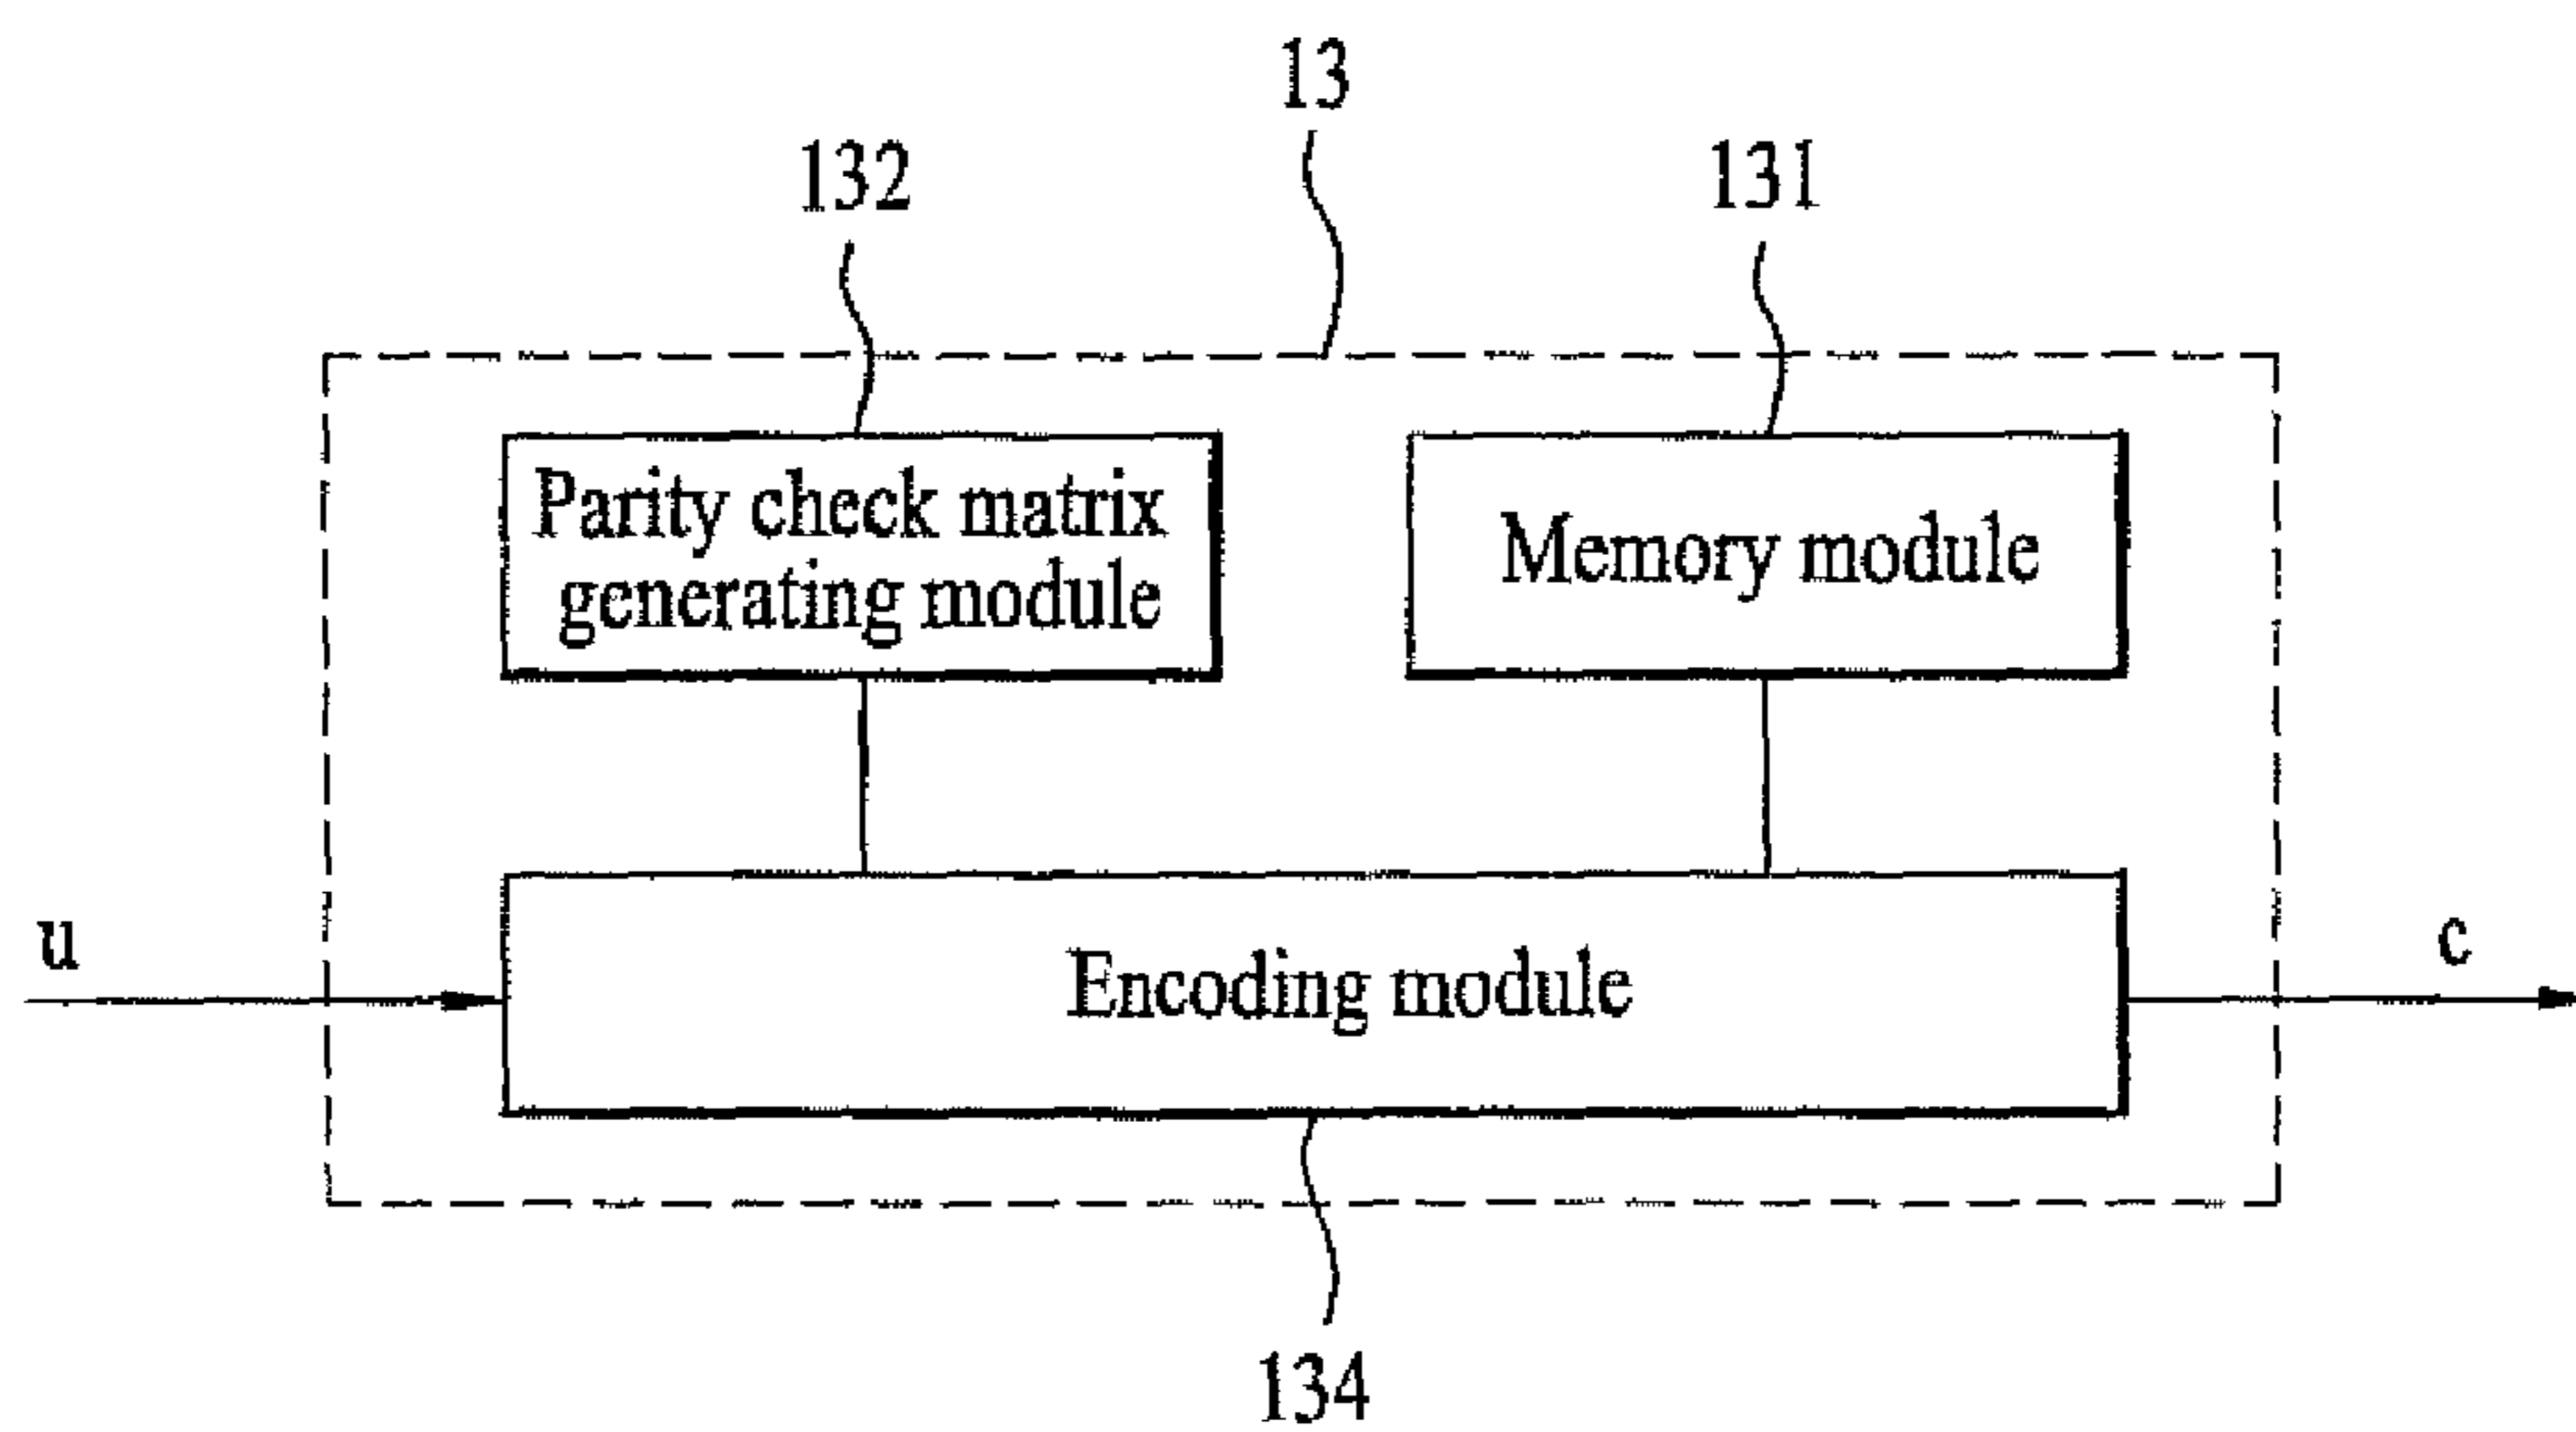 13
132
131
Parity check matrix
generating module
Memory module
u
c
Encoding module
134